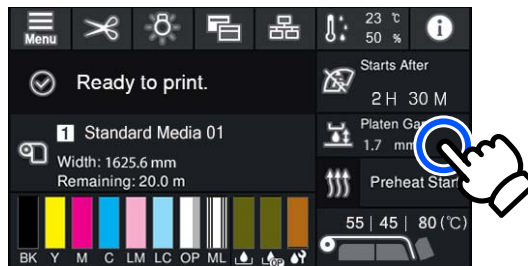 Menu
23 ℃
50 %
Ready to print.
Starts After
2 H 30 M
1 Standard Media 01
Width: 1625.6 mm
Remaining: 20.0 m
Platen
1.7 mm
Preheat Start
55 | 45 | 80 (℃)
BK Y M C LM LC OP ML
OP